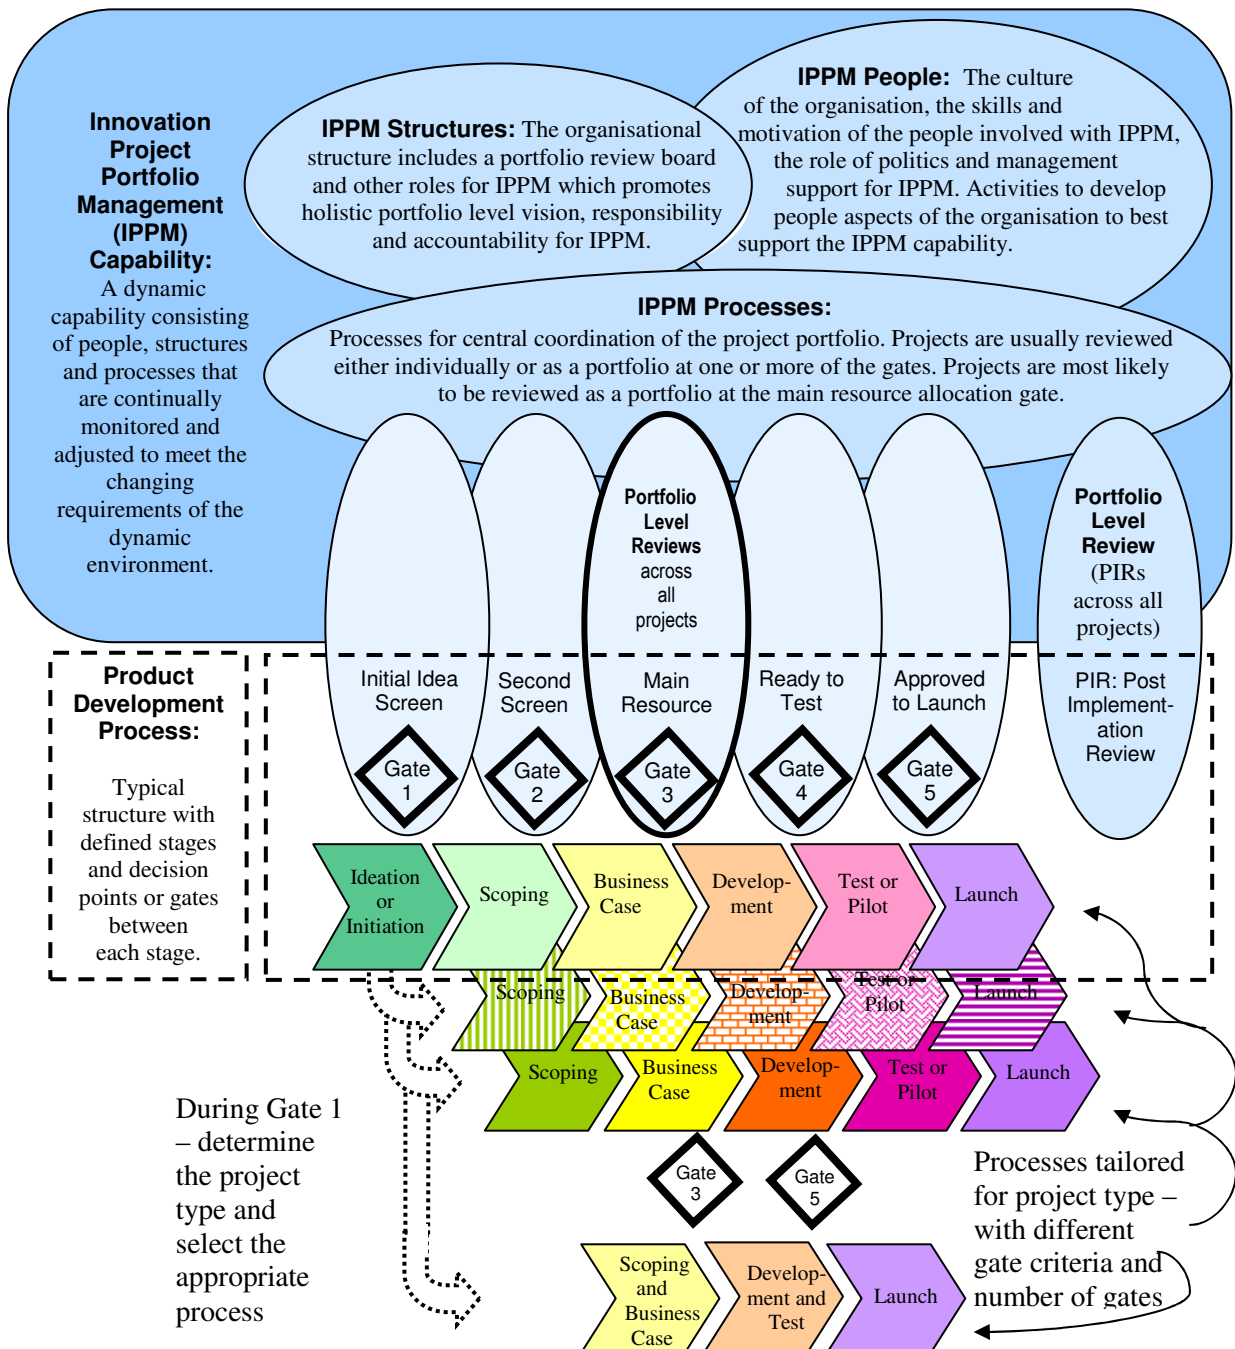 Innovation
Project
Portfolio
Management
(IPPM)
Capability:
A dynamic
capability consisting
of people, structures
and processes that
are continually
monitored and
adjusted to meet the
changing
requirements of the
dynamic
environment.
IPPM Structures: The organisational
structure includes a portfolio review board
and other roles for IPPM which promotes
holistic portfolio level vision, responsibility
and accountability for IPPM.
IPPM People: The culture
of the organisation, the skills and
motivation of the people involved with IPPM,
the role of politics and management
support for IPPM. Activities to develop
people aspects of the organisation to best
support the IPPM capability.
IPPM Processes:
Processes for central coordination of the project portfolio. Projects are usually reviewed
either individually or as a portfolio at one or more of the gates. Projects are most likely
to be reviewed as a portfolio at the main resource allocation gate.
Portfolio
Level
Reviews
across
all
projects
Portfolio
Level
Review
(PIRs
across all
projects)
Product
Development
Process:
Typical
structure with
defined stages
and decision
points or gates
between
each stage.
Initial Idea
Screen
Second
Screen
Main
Resource
Ready to
Test
Approved
to Launch
PIR: Post
Implement-
ation
Review
Gate
1
Gate
2
Gate
3
Gate
4
Gate
5
Ideation
or
Initiation
Scoping
Business
Case
Develop-
ment
Test or
Pilot
Launch
Scoping
Business
Case
Develop-
ment
Test or
Pilot
Launch
Scoping
Business
Case
Develop-
ment
Test or
Pilot
Launch
During Gate 1
– determine
the project
type and
select the
appropriate
process
Gate
3
Gate
5
Processes tailored
for project type –
with different
gate criteria and
number of gates
Scoping
and
Business
Case
Develop-
ment and
Test
Launch